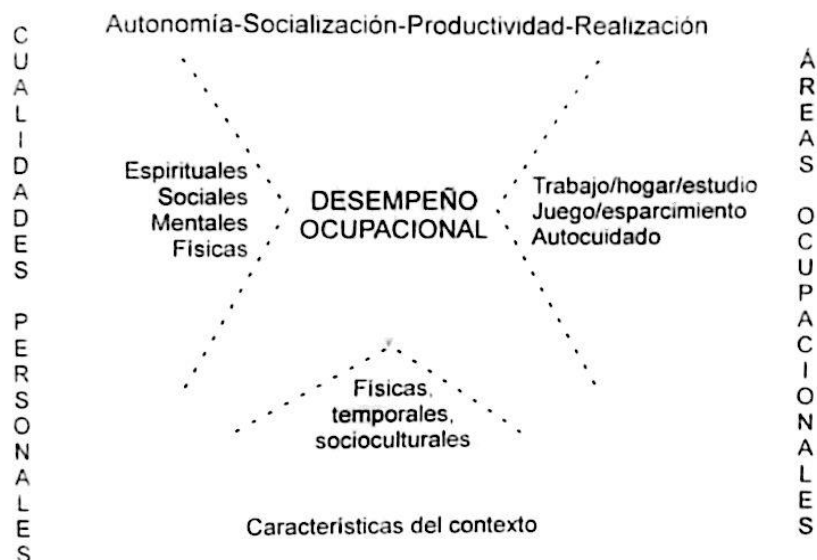 Autonomía-Socialización-Productividad-Realización
CUALIDADES PERSONALES
Espirituales
Sociales
Mentales
Físicas
DESEMPEÑO
OCUPACIONAL
Trabajo/hogar/estudio
Juego/esparcimiento
Autocuidado
ÁREAS OCUPACIONALES
Físicas,
temporales,
socioculturales
Características del contexto